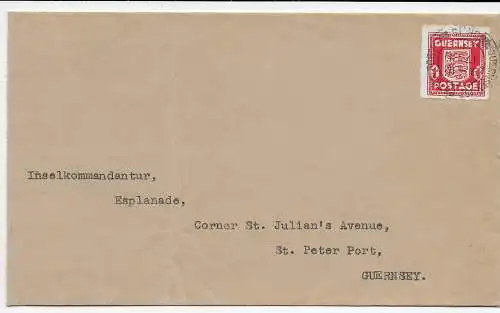 GUERNSEY
POSTAGE
Inselkommandantur,
Esplanade,
Corner St. Julian's Avenue,
St. Peter Port,
GUERNSEY.